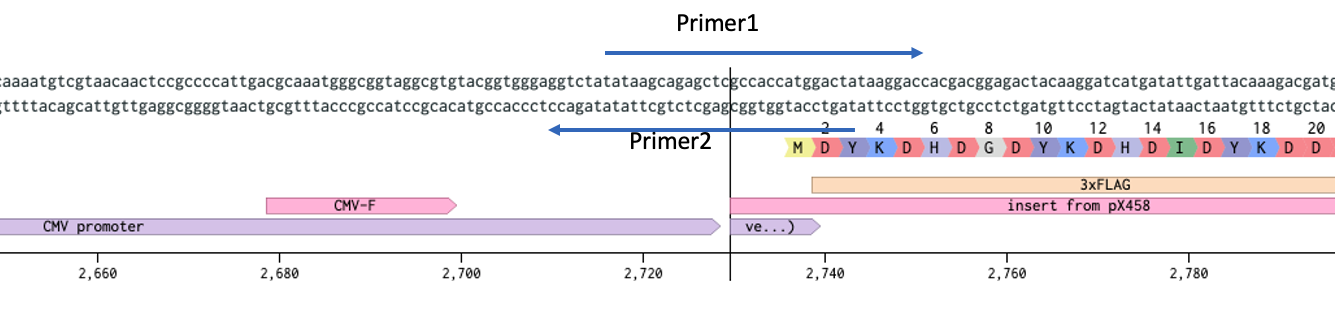 Primer1
caaaatgtcgtaacaactccgccccattgacgcaaatgggcggtaggcgtgtacggtgggaggtctatataagcagagctcgccaccatggactataaggaccacgacggagactacaaggatcatgatattgattacaaagacgatg
gttttacagcattgttgaggcggggtaactgcgtttacccgccatccgcacatgccaccctccagatatattcgtctcgagcggtggtacctgatattcctggtgctgcctctgatgttcctagtactataactaatgtttctgctac
2 4 6 8 10 12 14 16 18 20
Primer2
M D Y K D H D G D Y K D H D I D Y K D D
3xFLAG
CMV-F insert from pX458
CMV promoter ve...)
2,660 2,680 2,700 2,720 2,740 2,760 2,780